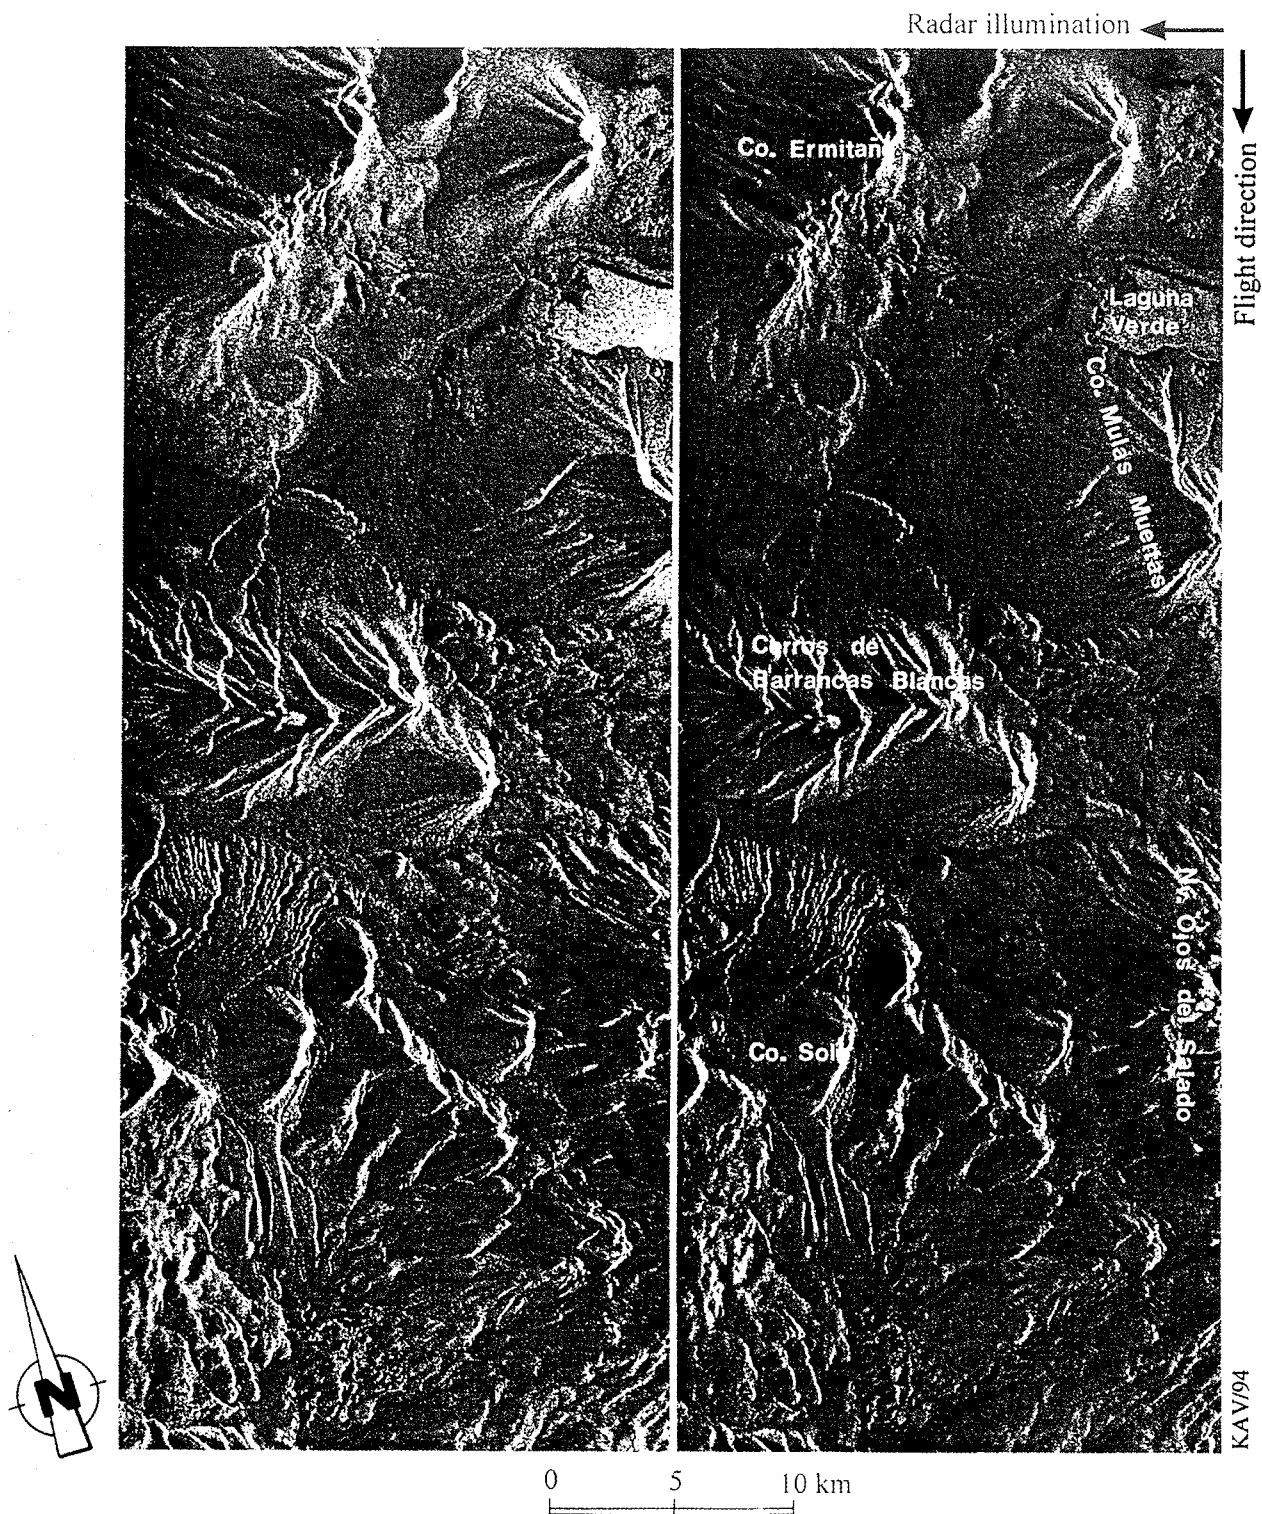 Radar illumination
Flight direction
Co. Ermitaño
Laguna
Verde
Co. Mulas Muertas
Cerros de
Barrancas Blancas
N. Ojos del Salado
Co. Solo
N
KAV/94
0 5 10 km